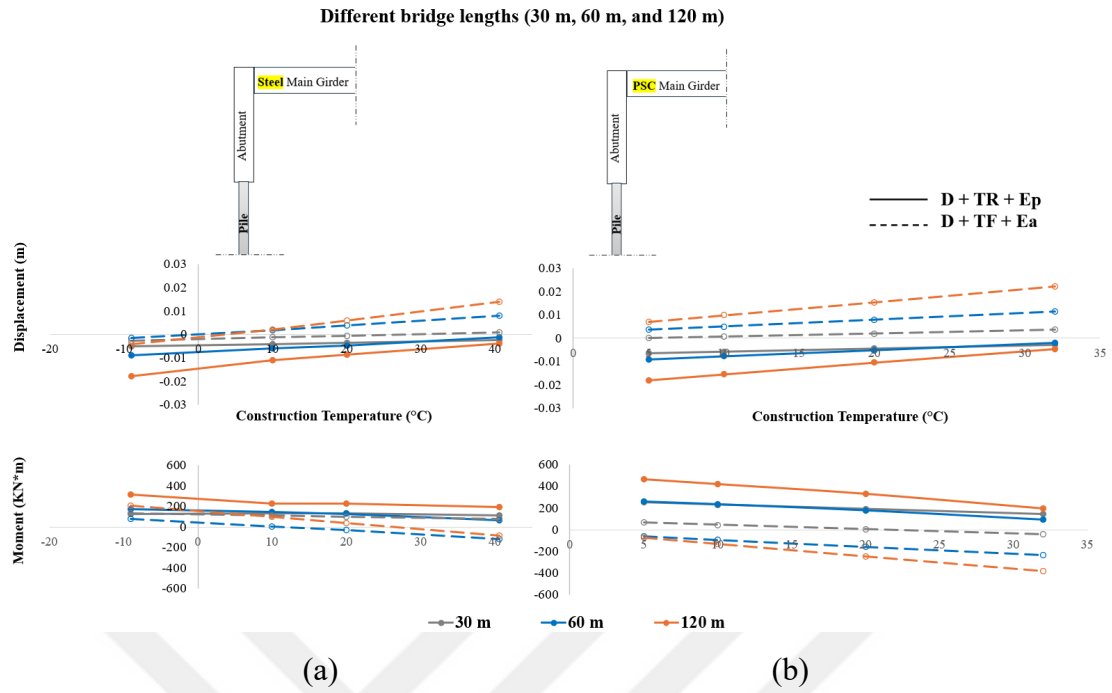 Different bridge lengths (30 m, 60 m, and 120 m)
Steel Main Girder
Abutment
Pile
PSC Main Girder
Abutment
Pile
D + TR + Ep
D + TF + Ea
Displacement (m)
0.03
0.02
0.01
0
-0.01
-0.02
-0.03
-20 -10 0 10 20 30 40
Construction Temperature (°C)
0.03
0.02
0.01
0
-0.01
-0.02
-0.03
0 5 10 15 20 25 30 35
Construction Temperature (°C)
Moment (KN*m)
600
400
200
0
-200
-400
-600
-20 -10 0 10 20 30 40
600
400
200
0
-200
-400
-600
0 5 10 15 20 25 30 35
30 m 60 m 120 m
(a) (b)